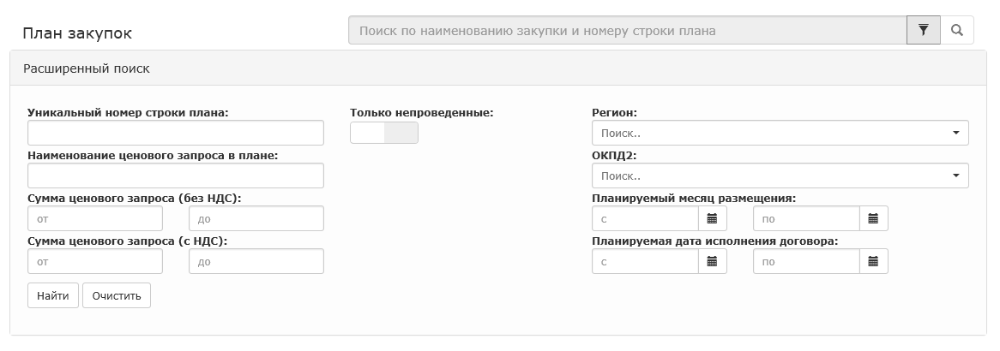 План закупок
Поиск по наименованию закупки и номеру строки плана
Расширенный поиск
Уникальный номер строки плана:
Только непроведенные:
Регион:
Поиск..
Наименование ценового запроса в плане:
ОКПД2:
Поиск..
Сумма ценового запроса (без НДС):
Планируемый месяц размещения:
от
до
с
по
Сумма ценового запроса (с НДС):
Планируемая дата исполнения договора:
от
до
с
по
Найти
Очистить